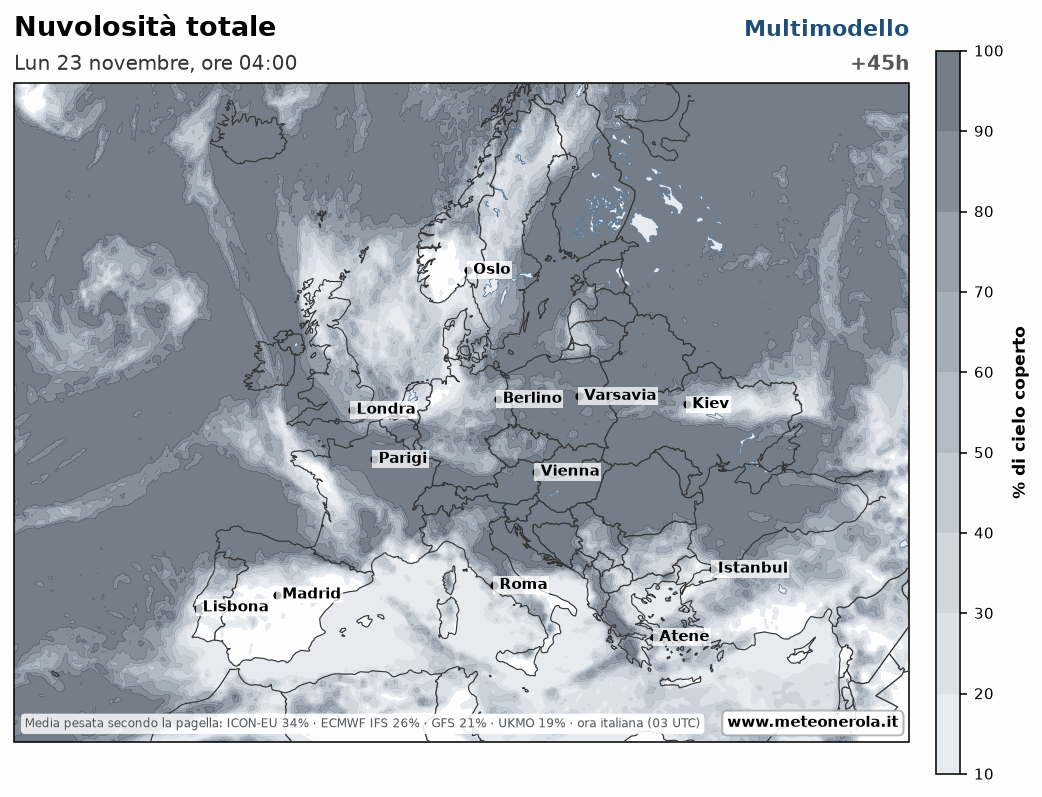 Nuvolosità totale
Multimodello
Lun 23 novembre, ore 04:00
+45h
100
90
80
70
60
50
40
30
20
10
% di cielo coperto
Oslo
Londra
Berlino
Varsavia
Kiev
Parigi
Vienna
Istanbul
Roma
Madrid
Lisbona
Atene
Media pesata secondo la pagella: ICON-EU 34% · ECMWF IFS 26% · GFS 21% · UKMO 19% · ora italiana (03 UTC)
www.meteonerola.it